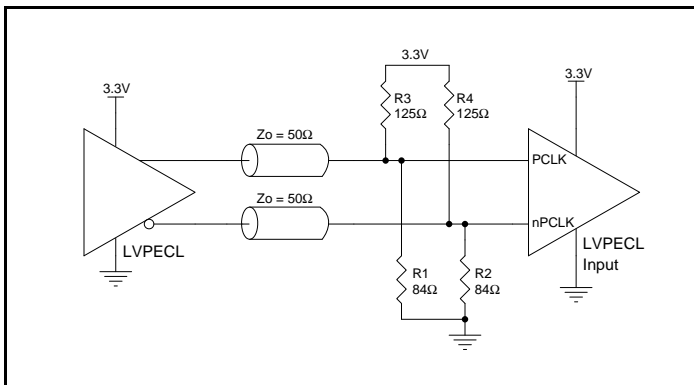 3.3V
3.3V
3.3V
R3
125Ω
R4
125Ω
Zo = 50Ω
PCLK
Zo = 50Ω
nPCLK
LVPECL
LVPECL
Input
R1
84Ω
R2
84Ω